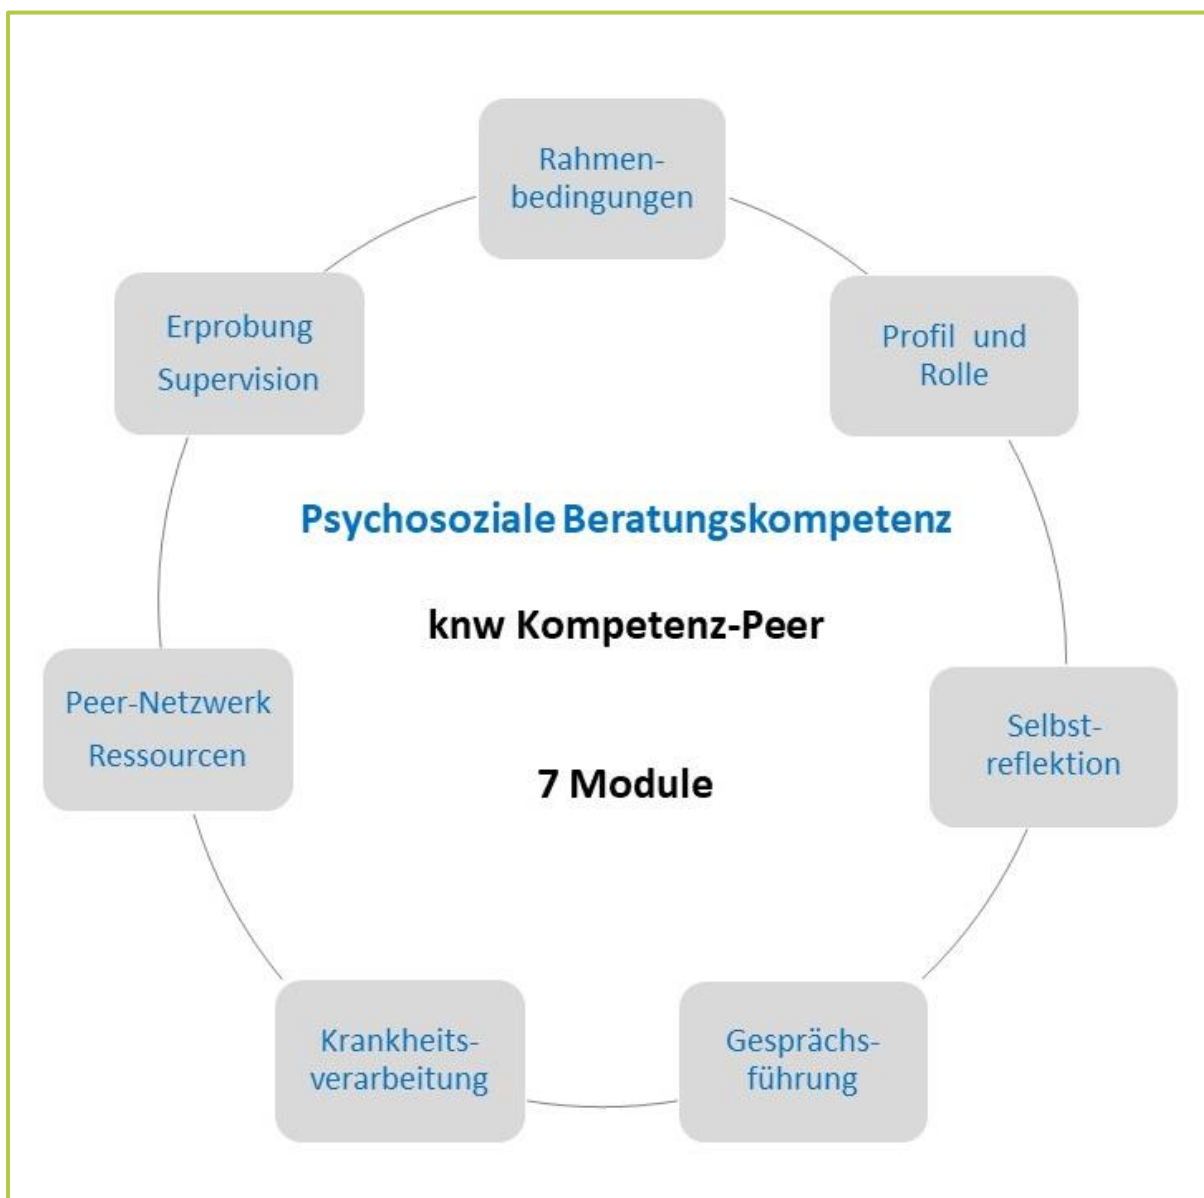 Rahmen-
bedingungen
Profil und
Rolle
Selbst-
reflektion
Gesprächs-
führung
Krankheits-
verarbeitung
Peer-Netzwerk
Ressourcen
Erprobung
Supervision
Psychosoziale Beratungskompetenz
knw Kompetenz-Peer
7 Module